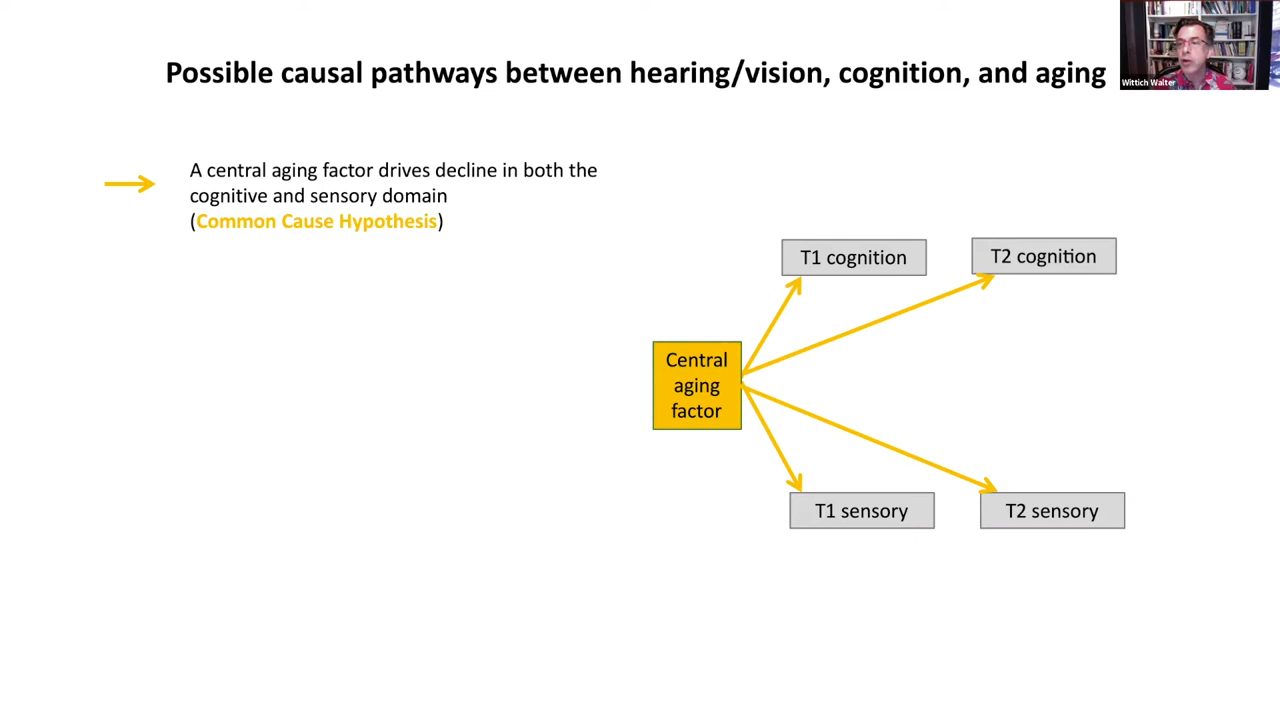 Possible causal pathways between hearing/vision, cognition, and aging
Wittich Walter
A central aging factor drives decline in both the
cognitive and sensory domain
(Common Cause Hypothesis)
T1 cognition
T2 cognition
Central
aging
factor
T1 sensory
T2 sensory